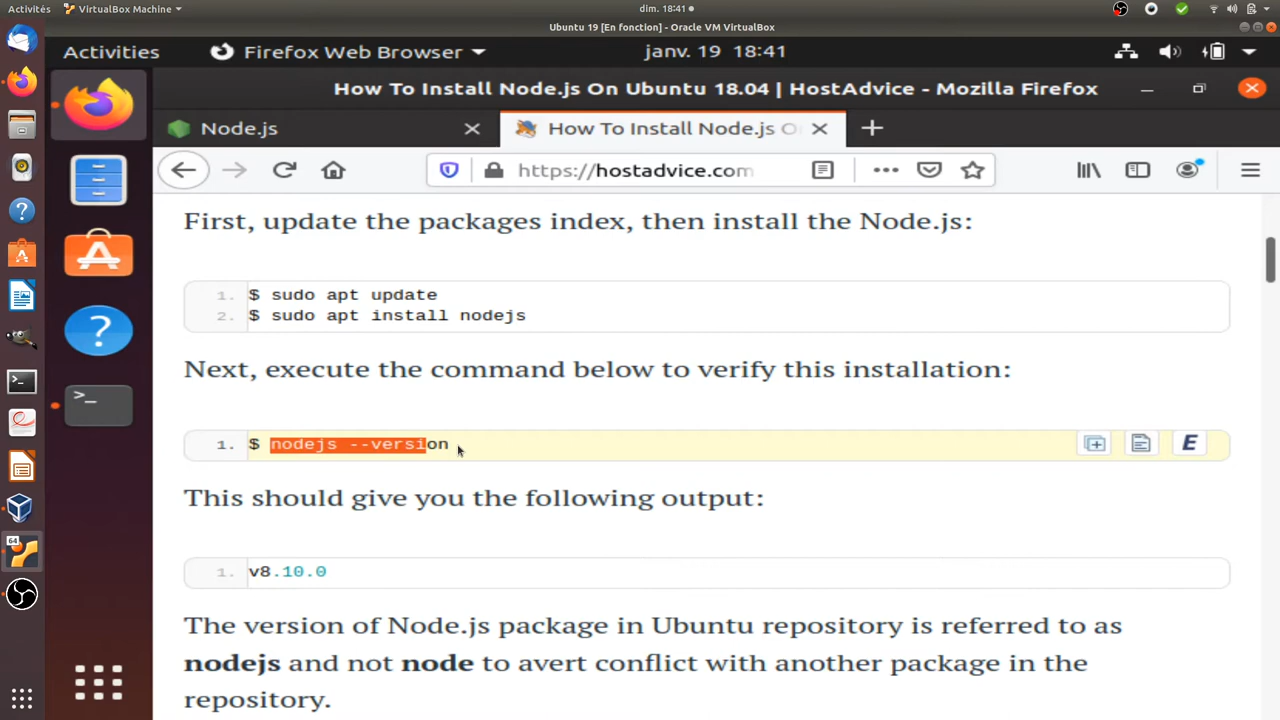 Activités
VirtualBox Machine
dim. 18:41
Ubuntu 19 [En fonction] - Oracle VM VirtualBox
Activities
Firefox Web Browser
janv. 19 18:41
How To Install Node.js On Ubuntu 18.04 | HostAdvice - Mozilla Firefox
Node.js
How To Install Node.js O
https://hostadvice.com
First, update the packages index, then install the Node.js:
1. $ sudo apt update
2. $ sudo apt install nodejs
Next, execute the command below to verify this installation:
1. $ nodejs --version
E
This should give you the following output:
1. v8.10.0
The version of Node.js package in Ubuntu repository is referred to as
nodejs and not node to avert conflict with another package in the
repository.
64